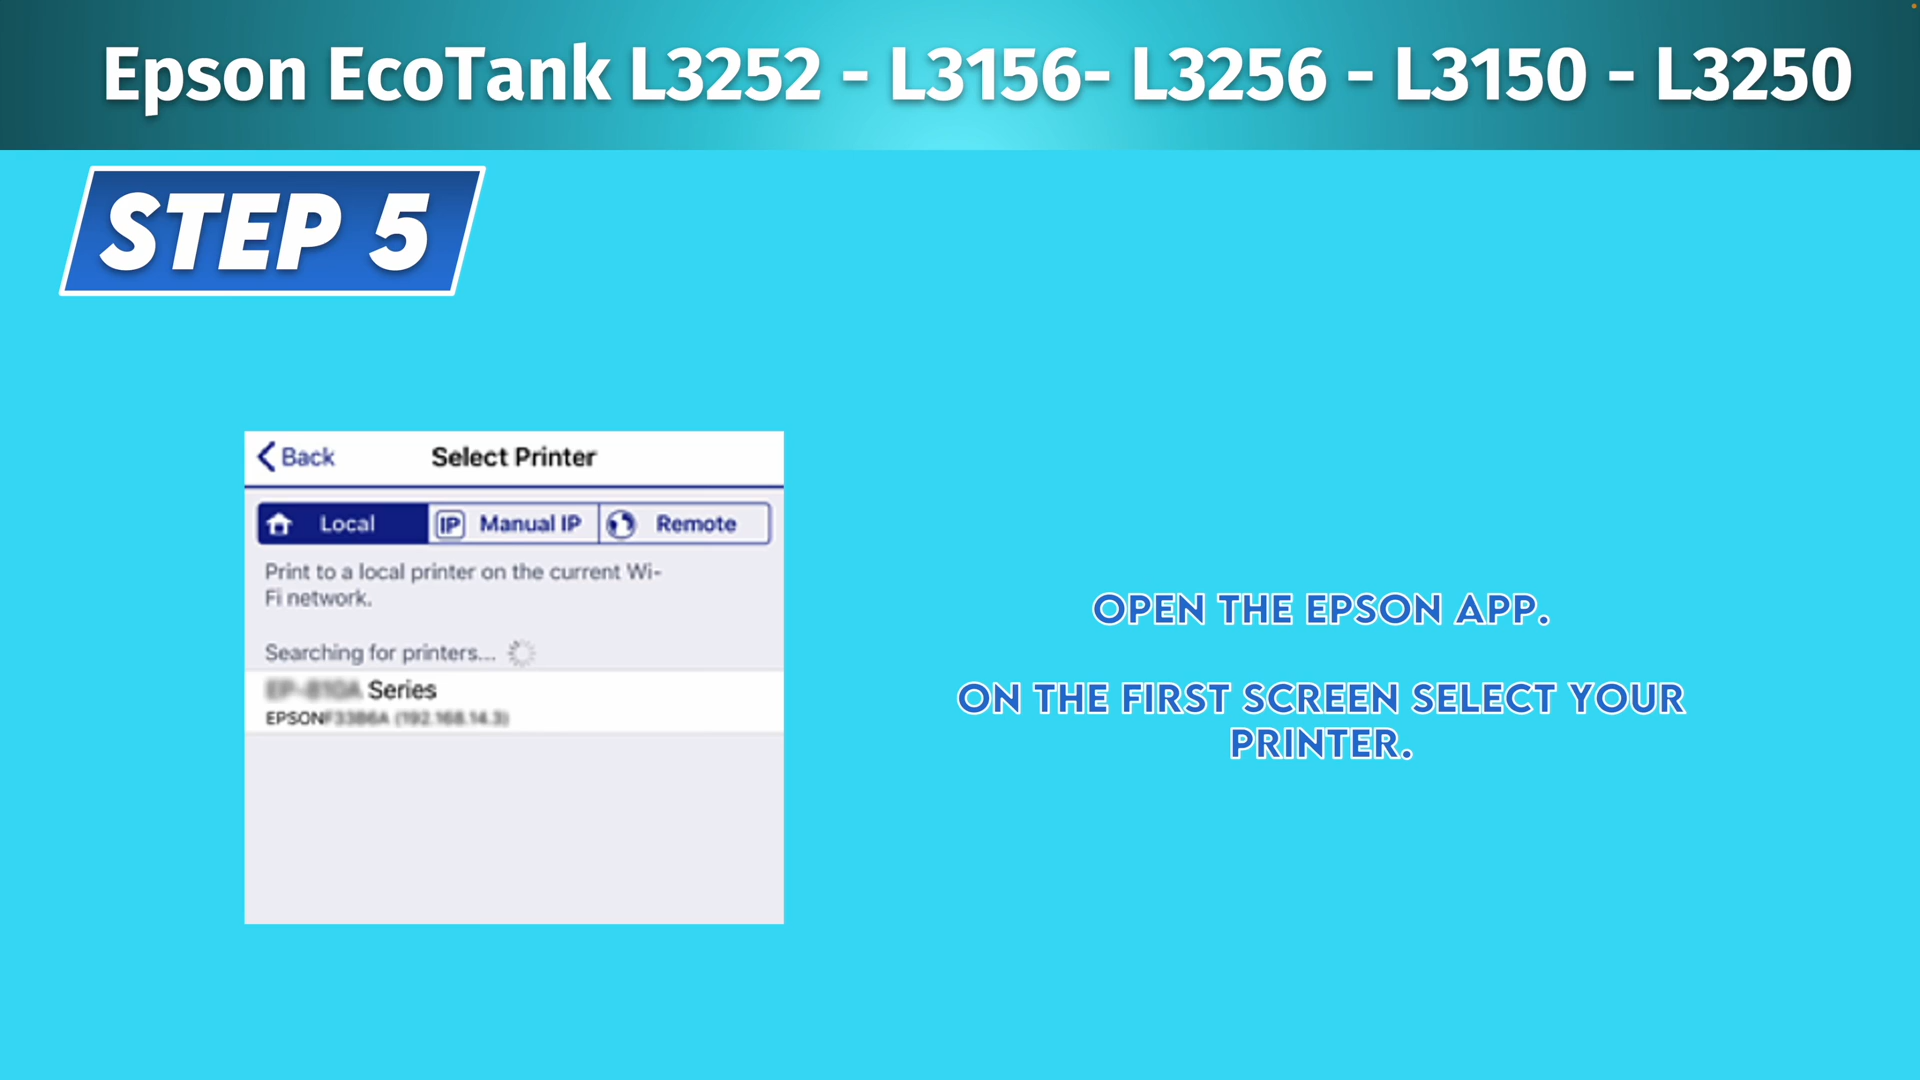 Epson EcoTank L3252 - L3156- L3256 - L3150 - L3250
STEP 5
Back
Select Printer
Local
IP Manual IP
Remote
Print to a local printer on the current Wi-
Fi network.
Searching for printers...
Series
EPSON
OPEN THE EPSON APP.
ON THE FIRST SCREEN SELECT YOUR
PRINTER.